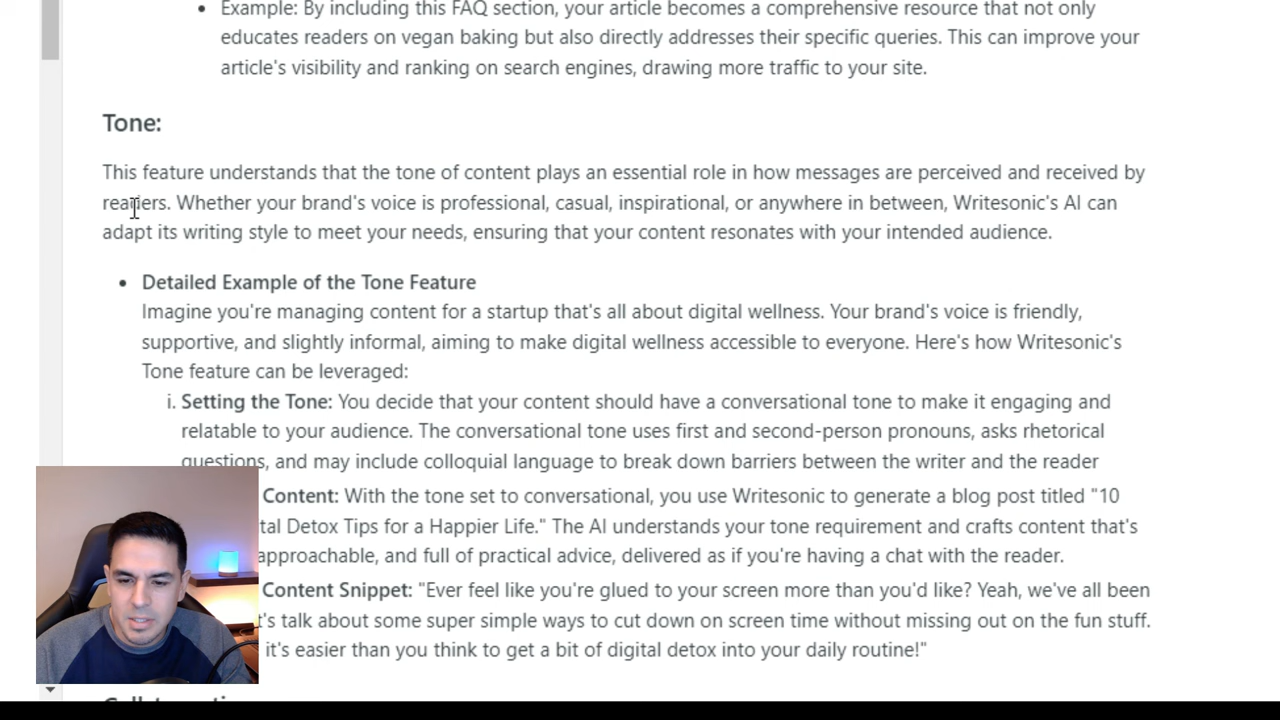 Example: By including this FAQ section, your article becomes a comprehensive resource that not only
educates readers on vegan baking but also directly addresses their specific queries. This can improve your
article's visibility and ranking on search engines, drawing more traffic to your site.
Tone:
This feature understands that the tone of content plays an essential role in how messages are perceived and received by
readers. Whether your brand's voice is professional, casual, inspirational, or anywhere in between, Writesonic's AI can
adapt its writing style to meet your needs, ensuring that your content resonates with your intended audience.
Detailed Example of the Tone Feature
Imagine you're managing content for a startup that's all about digital wellness. Your brand's voice is friendly,
supportive, and slightly informal, aiming to make digital wellness accessible to everyone. Here's how Writesonic's
Tone feature can be leveraged:
i. Setting the Tone: You decide that your content should have a conversational tone to make it engaging and
relatable to your audience. The conversational tone uses first and second-person pronouns, asks rhetorical
questions, and may include colloquial language to break down barriers between the writer and the reader
Content: With the tone set to conversational, you use Writesonic to generate a blog post titled "10
tal Detox Tips for a Happier Life." The AI understands your tone requirement and crafts content that's
approachable, and full of practical advice, delivered as if you're having a chat with the reader.
Content Snippet: "Ever feel like you're glued to your screen more than you'd like? Yeah, we've all been
t's talk about some super simple ways to cut down on screen time without missing out on the fun stuff.
it's easier than you think to get a bit of digital detox into your daily routine!"